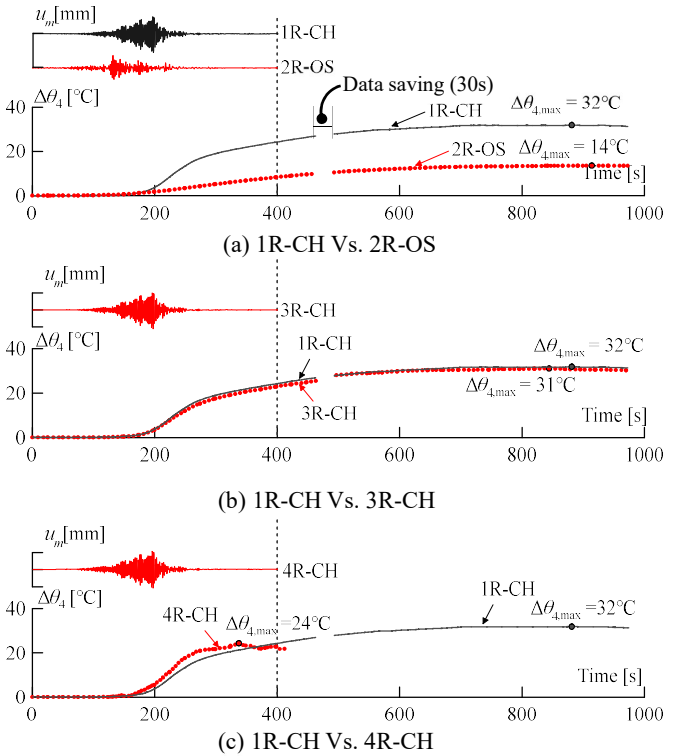 uₘ[mm]
1R-CH
2R-OS
Data saving (30s)
Δθ₄ [°C]
40
1R-CH
Δθ₄,max = 32°C
20
2R-OS
Δθ₄,max = 14°C
Time [s]
0
0 200 400 600 800 1000
(a) 1R-CH Vs. 2R-OS
uₘ[mm]
3R-CH
Δθ₄ [°C]
40
1R-CH
Δθ₄,max = 32°C
20
Δθ₄,max = 31°C
3R-CH
Time [s]
0
0 200 400 600 800 1000
(b) 1R-CH Vs. 3R-CH
uₘ[mm]
4R-CH
Δθ₄ [°C]
1R-CH
40
4R-CH
Δθ₄,max =24°C
Δθ₄,max =32°C
20
Time [s]
0
0 200 400 600 800 1000
(c) 1R-CH Vs. 4R-CH